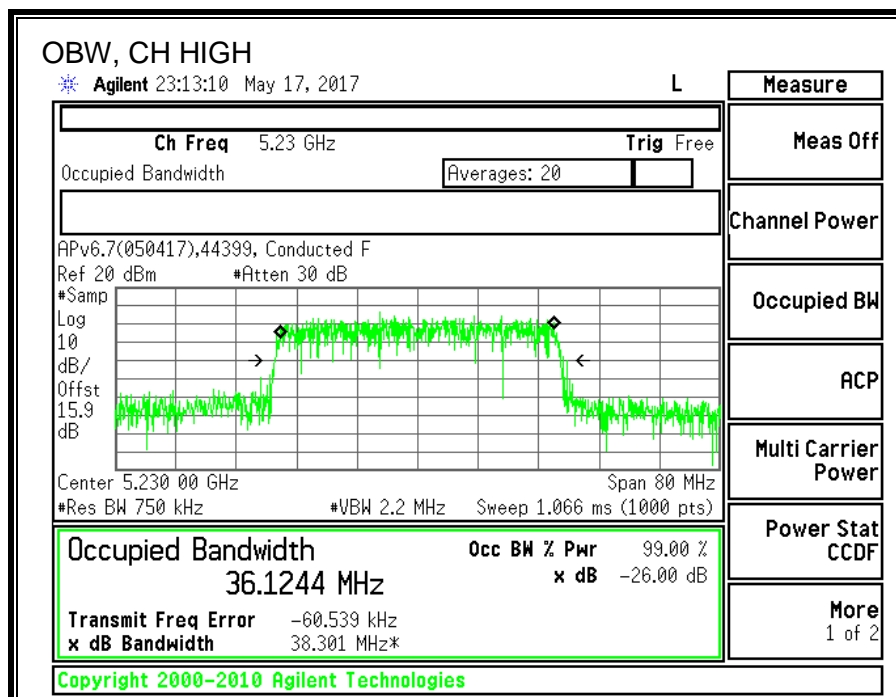 OBW, CH HIGH
Agilent 23:13:10 May 17, 2017 L
Measure
Ch Freq 5.23 GHz Trig Free
Meas Off
Occupied Bandwidth Averages: 20
Channel Power
APv6.7(050417),44399, Conducted F
Ref 20 dBm #Atten 30 dB
#Samp
Log
10
dB/
Offst
15.9
dB
Occupied BW
ACP
Center 5.230 00 GHz Span 80 MHz
#Res BW 750 kHz #VBW 2.2 MHz Sweep 1.066 ms (1000 pts)
Multi Carrier
Power
Occupied Bandwidth Occ BW % Pwr 99.00 %
36.1244 MHz x dB -26.00 dB
Transmit Freq Error -60.539 kHz
x dB Bandwidth 38.301 MHz*
Power Stat
CCDF
More
1 of 2
Copyright 2000-2010 Agilent Technologies